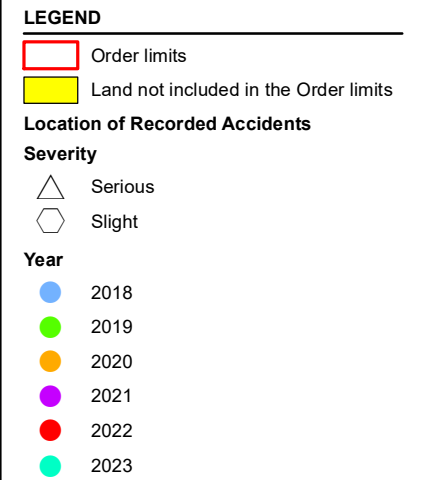 LEGEND
Order limits
Land not included in the Order limits
Location of Recorded Accidents
Severity
Serious
Slight
Year
2018
2019
2020
2021
2022
2023